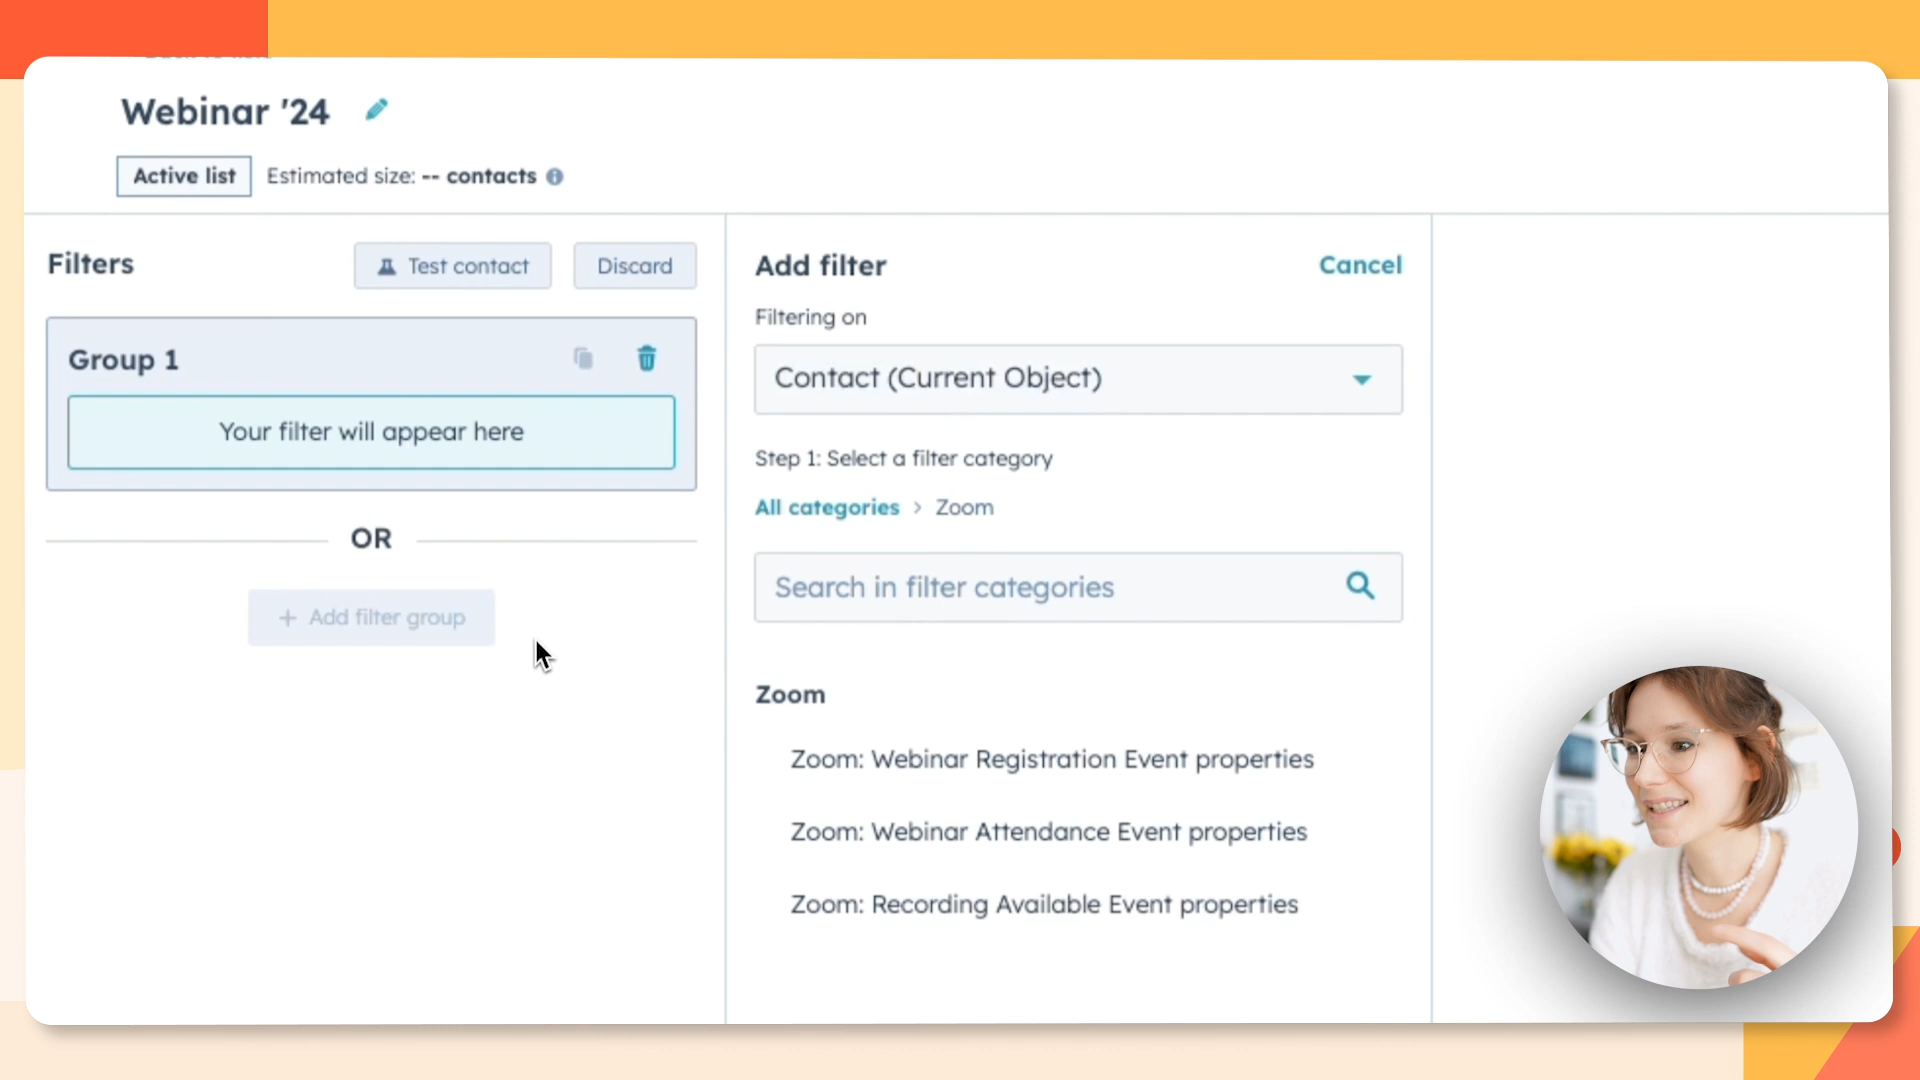 Webinar '24
Active list Estimated size: -- contacts
Filters
Test contact
Discard
Group 1
Your filter will appear here
OR
+ Add filter group
Add filter
Cancel
Filtering on
Contact (Current Object)
Step 1: Select a filter category
All categories > Zoom
Search in filter categories
Zoom
Zoom: Webinar Registration Event properties
Zoom: Webinar Attendance Event properties
Zoom: Recording Available Event properties